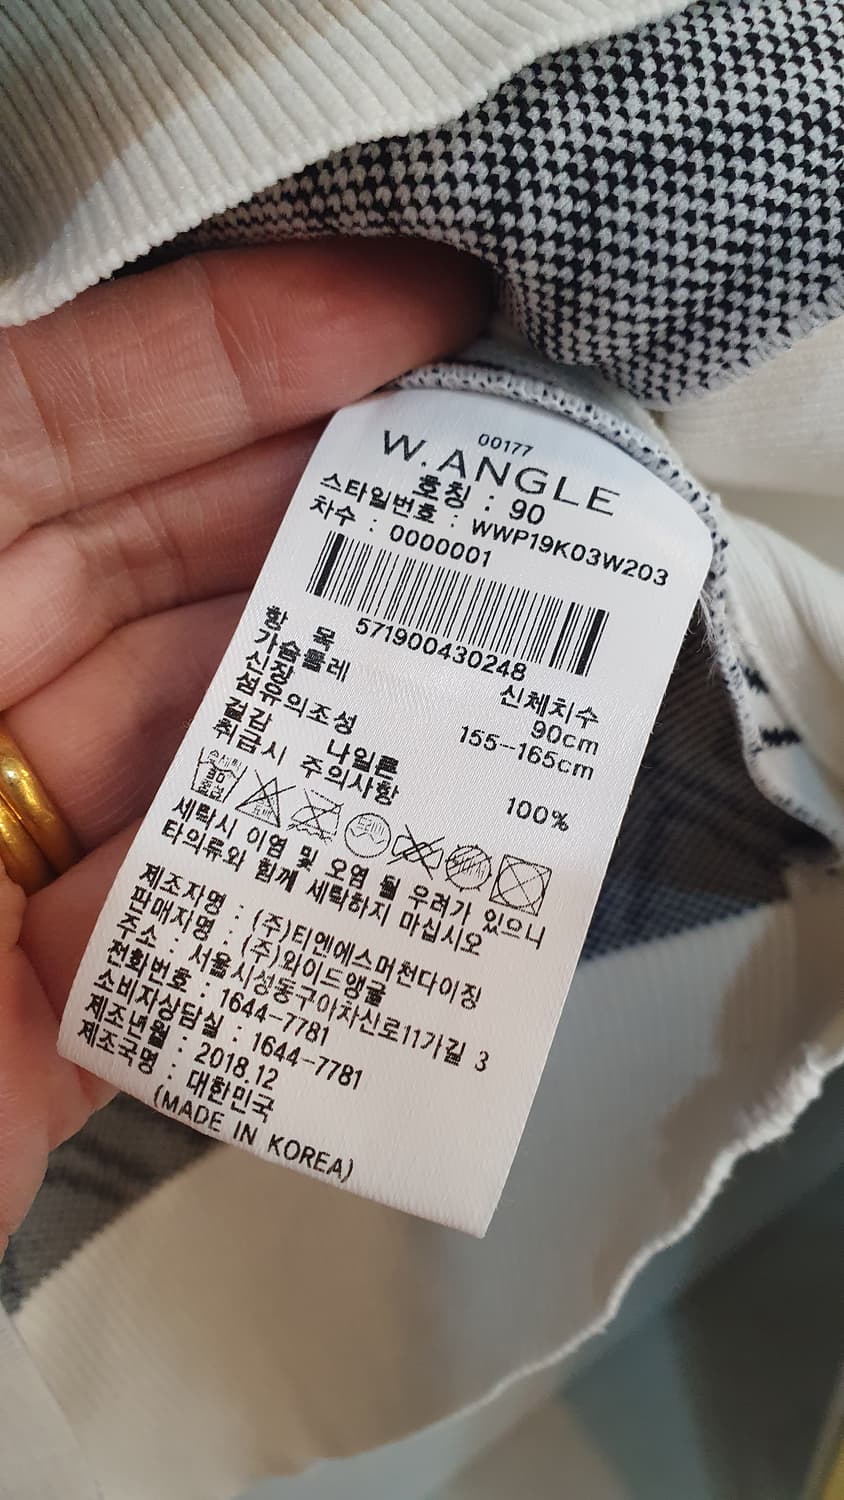 00177
W.ANGLE
호칭 : 90
스타일번호 : WWP19K03W203
차수 : 0000001
571900430248
항 목 신체치수
가슴둘레 90cm
신장 155--165cm
섬유의조성
겉감 나일론 100%
취급시 주의사항
세탁시 이염 및 오염 될 우려가 있으니
타의류와 함께 세탁하지 마십시오
제조자명 : (주)티엔에스머천다이징
판매자명 : (주)와이드앵글
주소 : 서울시성동구아차산로11가길 3
전화번호 : 1644-7781
소비자상담실 : 1644-7781
제조년월 : 2018.12
제조국명 : 대한민국
(MADE IN KOREA)